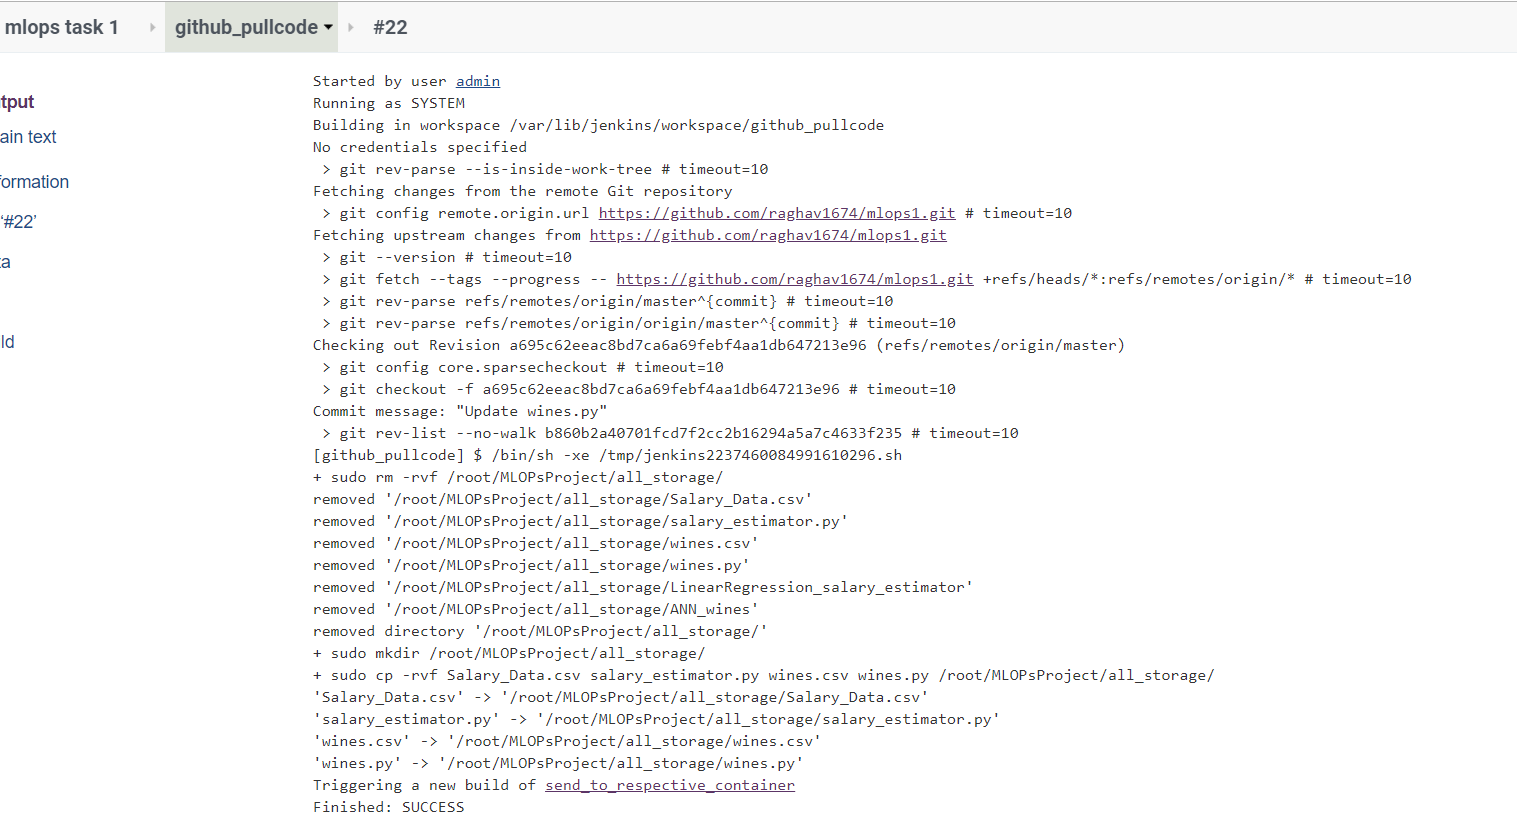 mlops task 1 github_pullcode #22
tput
ain text
formation
'#22'
ta
ld
Started by user admin
Running as SYSTEM
Building in workspace /var/lib/jenkins/workspace/github_pullcode
No credentials specified
> git rev-parse --is-inside-work-tree # timeout=10
Fetching changes from the remote Git repository
> git config remote.origin.url https://github.com/raghav1674/mlops1.git # timeout=10
Fetching upstream changes from https://github.com/raghav1674/mlops1.git
> git --version # timeout=10
> git fetch --tags --progress -- https://github.com/raghav1674/mlops1.git +refs/heads/*:refs/remotes/origin/* # timeout=10
> git rev-parse refs/remotes/origin/master^{commit} # timeout=10
> git rev-parse refs/remotes/origin/origin/master^{commit} # timeout=10
Checking out Revision a695c62eeac8bd7ca6a69febf4aa1db647213e96 (refs/remotes/origin/master)
> git config core.sparsecheckout # timeout=10
> git checkout -f a695c62eeac8bd7ca6a69febf4aa1db647213e96 # timeout=10
Commit message: "Update wines.py"
> git rev-list --no-walk b860b2a40701fcd7f2cc2b16294a5a7c4633f235 # timeout=10
[github_pullcode] $ /bin/sh -xe /tmp/jenkins2237460084991610296.sh
+ sudo rm -rvf /root/MLOPsProject/all_storage/
removed '/root/MLOPsProject/all_storage/Salary_Data.csv'
removed '/root/MLOPsProject/all_storage/salary_estimator.py'
removed '/root/MLOPsProject/all_storage/wines.csv'
removed '/root/MLOPsProject/all_storage/wines.py'
removed '/root/MLOPsProject/all_storage/LinearRegression_salary_estimator'
removed '/root/MLOPsProject/all_storage/ANN_wines'
removed directory '/root/MLOPsProject/all_storage/'
+ sudo mkdir /root/MLOPsProject/all_storage/
+ sudo cp -rvf Salary_Data.csv salary_estimator.py wines.csv wines.py /root/MLOPsProject/all_storage/
'Salary_Data.csv' -> '/root/MLOPsProject/all_storage/Salary_Data.csv'
'salary_estimator.py' -> '/root/MLOPsProject/all_storage/salary_estimator.py'
'wines.csv' -> '/root/MLOPsProject/all_storage/wines.csv'
'wines.py' -> '/root/MLOPsProject/all_storage/wines.py'
Triggering a new build of send_to_respective_container
Finished: SUCCESS